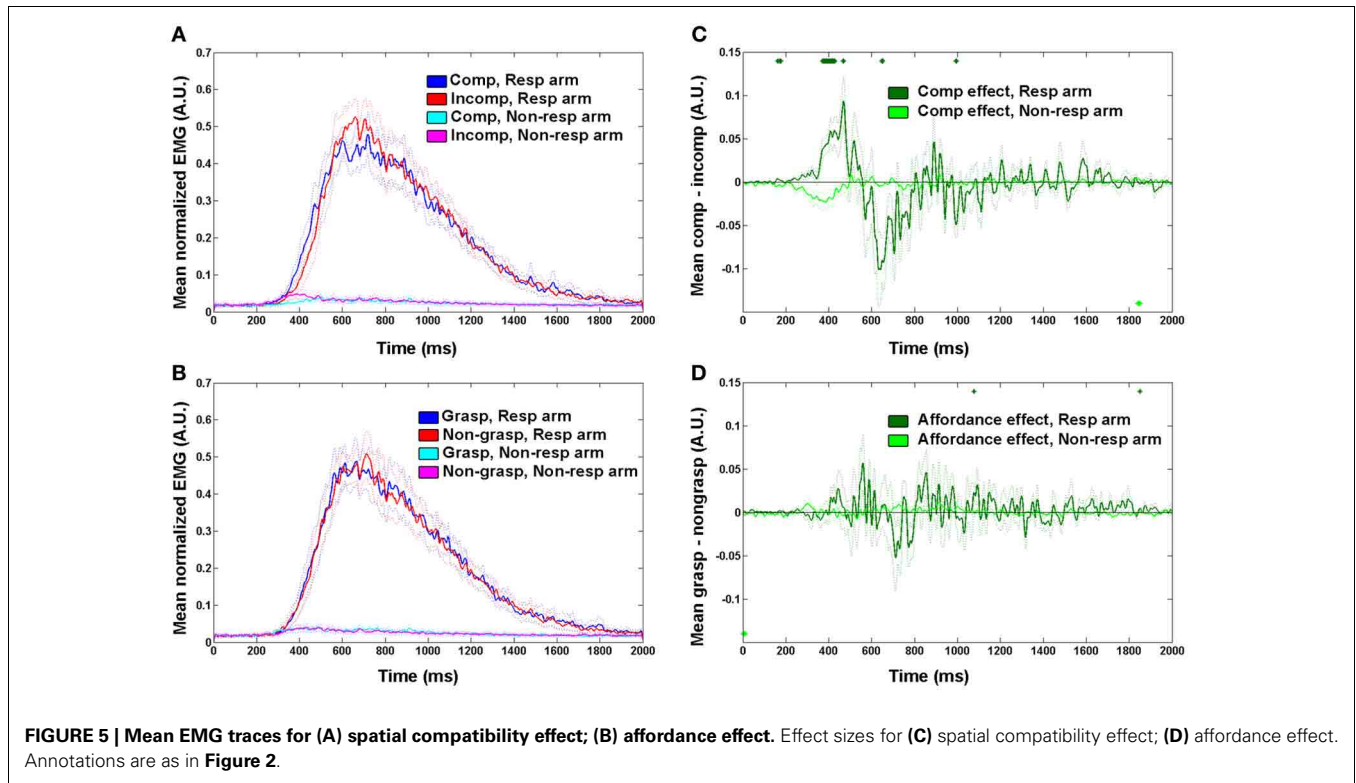 A
Mean normalized EMG (A.U.)
0.7
0.6
0.5
0.4
0.3
0.2
0.1
0
Comp, Resp arm
Incomp, Resp arm
Comp, Non-resp arm
Incomp, Non-resp arm
0 200 400 600 800 1000 1200 1400 1600 1800 2000
Time (ms)
C
Mean comp - incomp (A.U.)
0.15
0.1
0.05
0
-0.05
-0.1
Comp effect, Resp arm
Comp effect, Non-resp arm
0 200 400 600 800 1000 1200 1400 1600 1800 2000
Time (ms)
B
Mean normalized EMG (A.U.)
0.7
0.6
0.5
0.4
0.3
0.2
0.1
0
Grasp, Resp arm
Non-grasp, Resp arm
Grasp, Non-resp arm
Non-grasp, Non-resp arm
0 200 400 600 800 1000 1200 1400 1600 1800 2000
Time (ms)
D
Mean grasp - nongrasp (A.U.)
0.15
0.1
0.05
0
-0.05
-0.1
Affordance effect, Resp arm
Affordance effect, Non-resp arm
0 200 400 600 800 1000 1200 1400 1600 1800 2000
Time (ms)
FIGURE 5 | Mean EMG traces for (A) spatial compatibility effect; (B) affordance effect. Effect sizes for (C) spatial compatibility effect; (D) affordance effect.
Annotations are as in Figure 2.